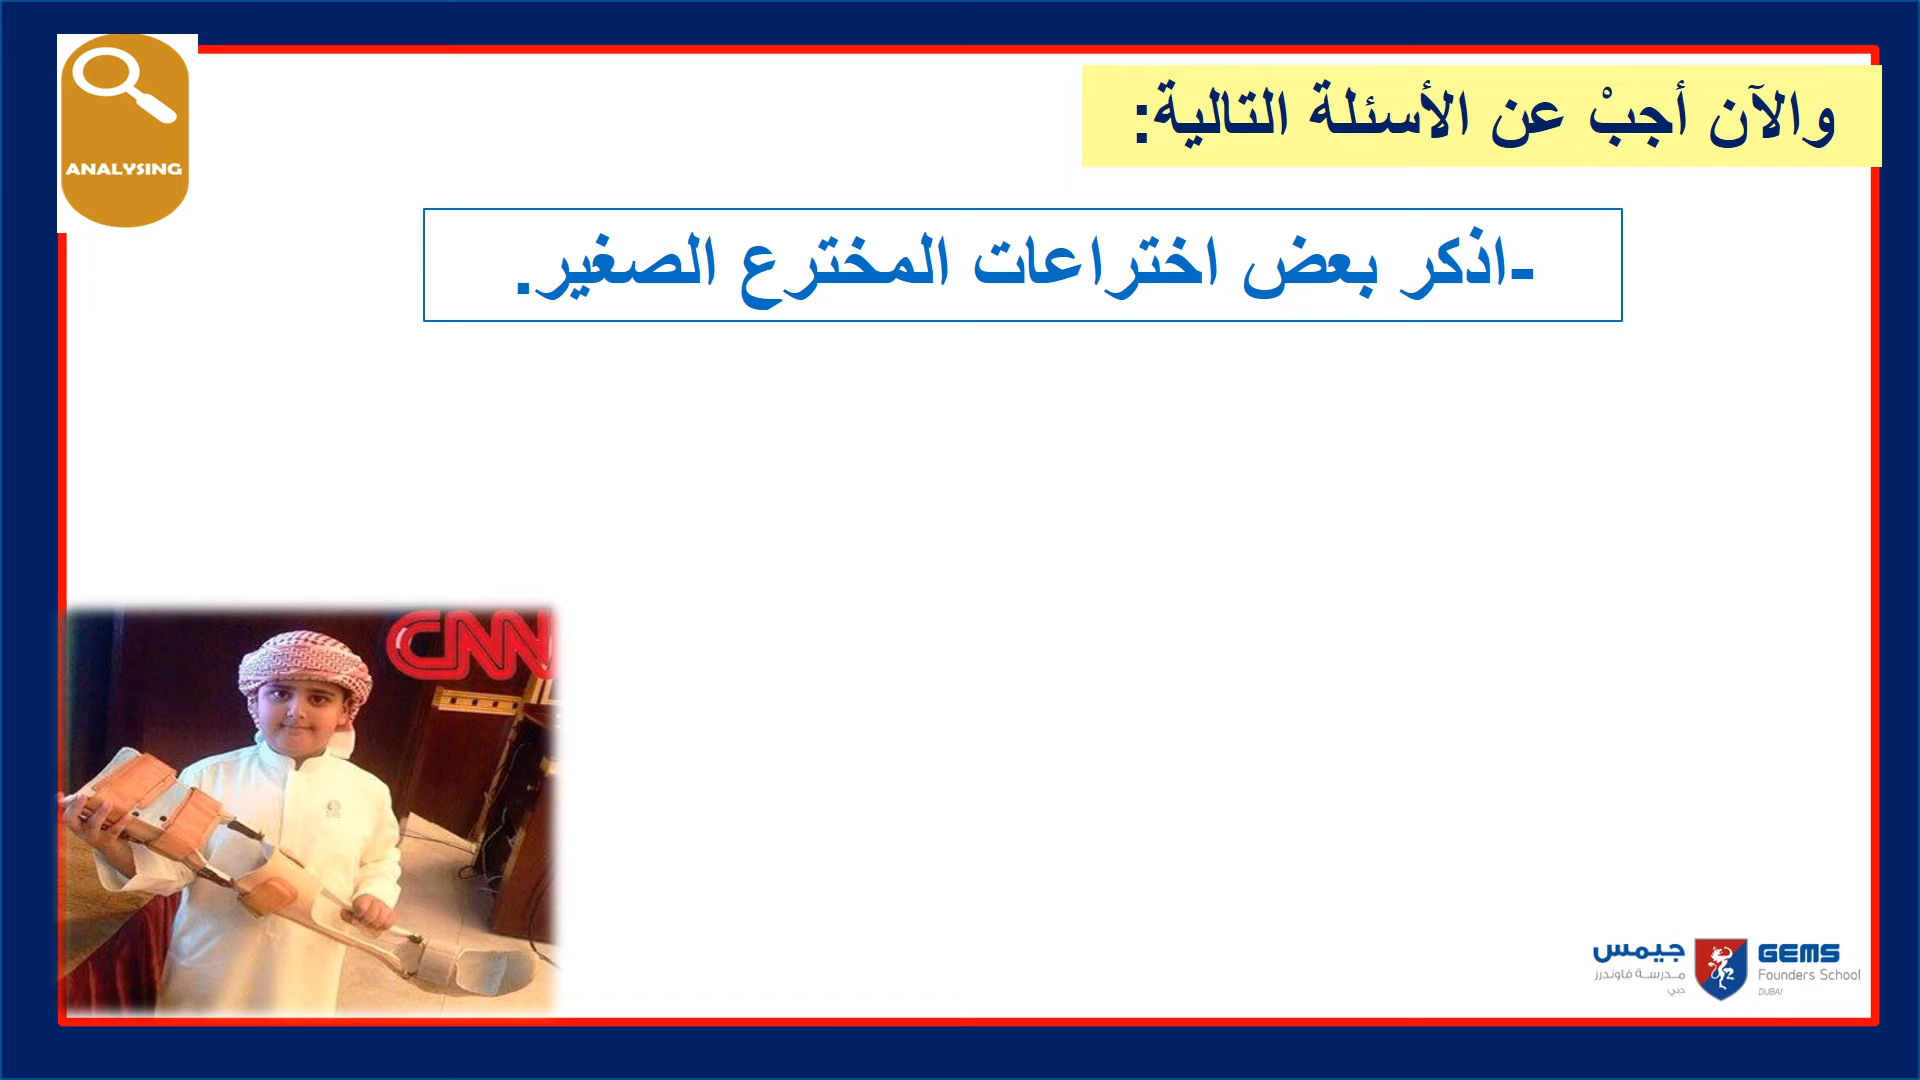 ANALYSING
والآن أجبْ عن الأسئلة التالية:
-اذكر بعض اختراعات المخترع الصغير.
CNN
جيمس
مدرسة فاوندرز
دبي
GEMS
Founders School
DUBAI